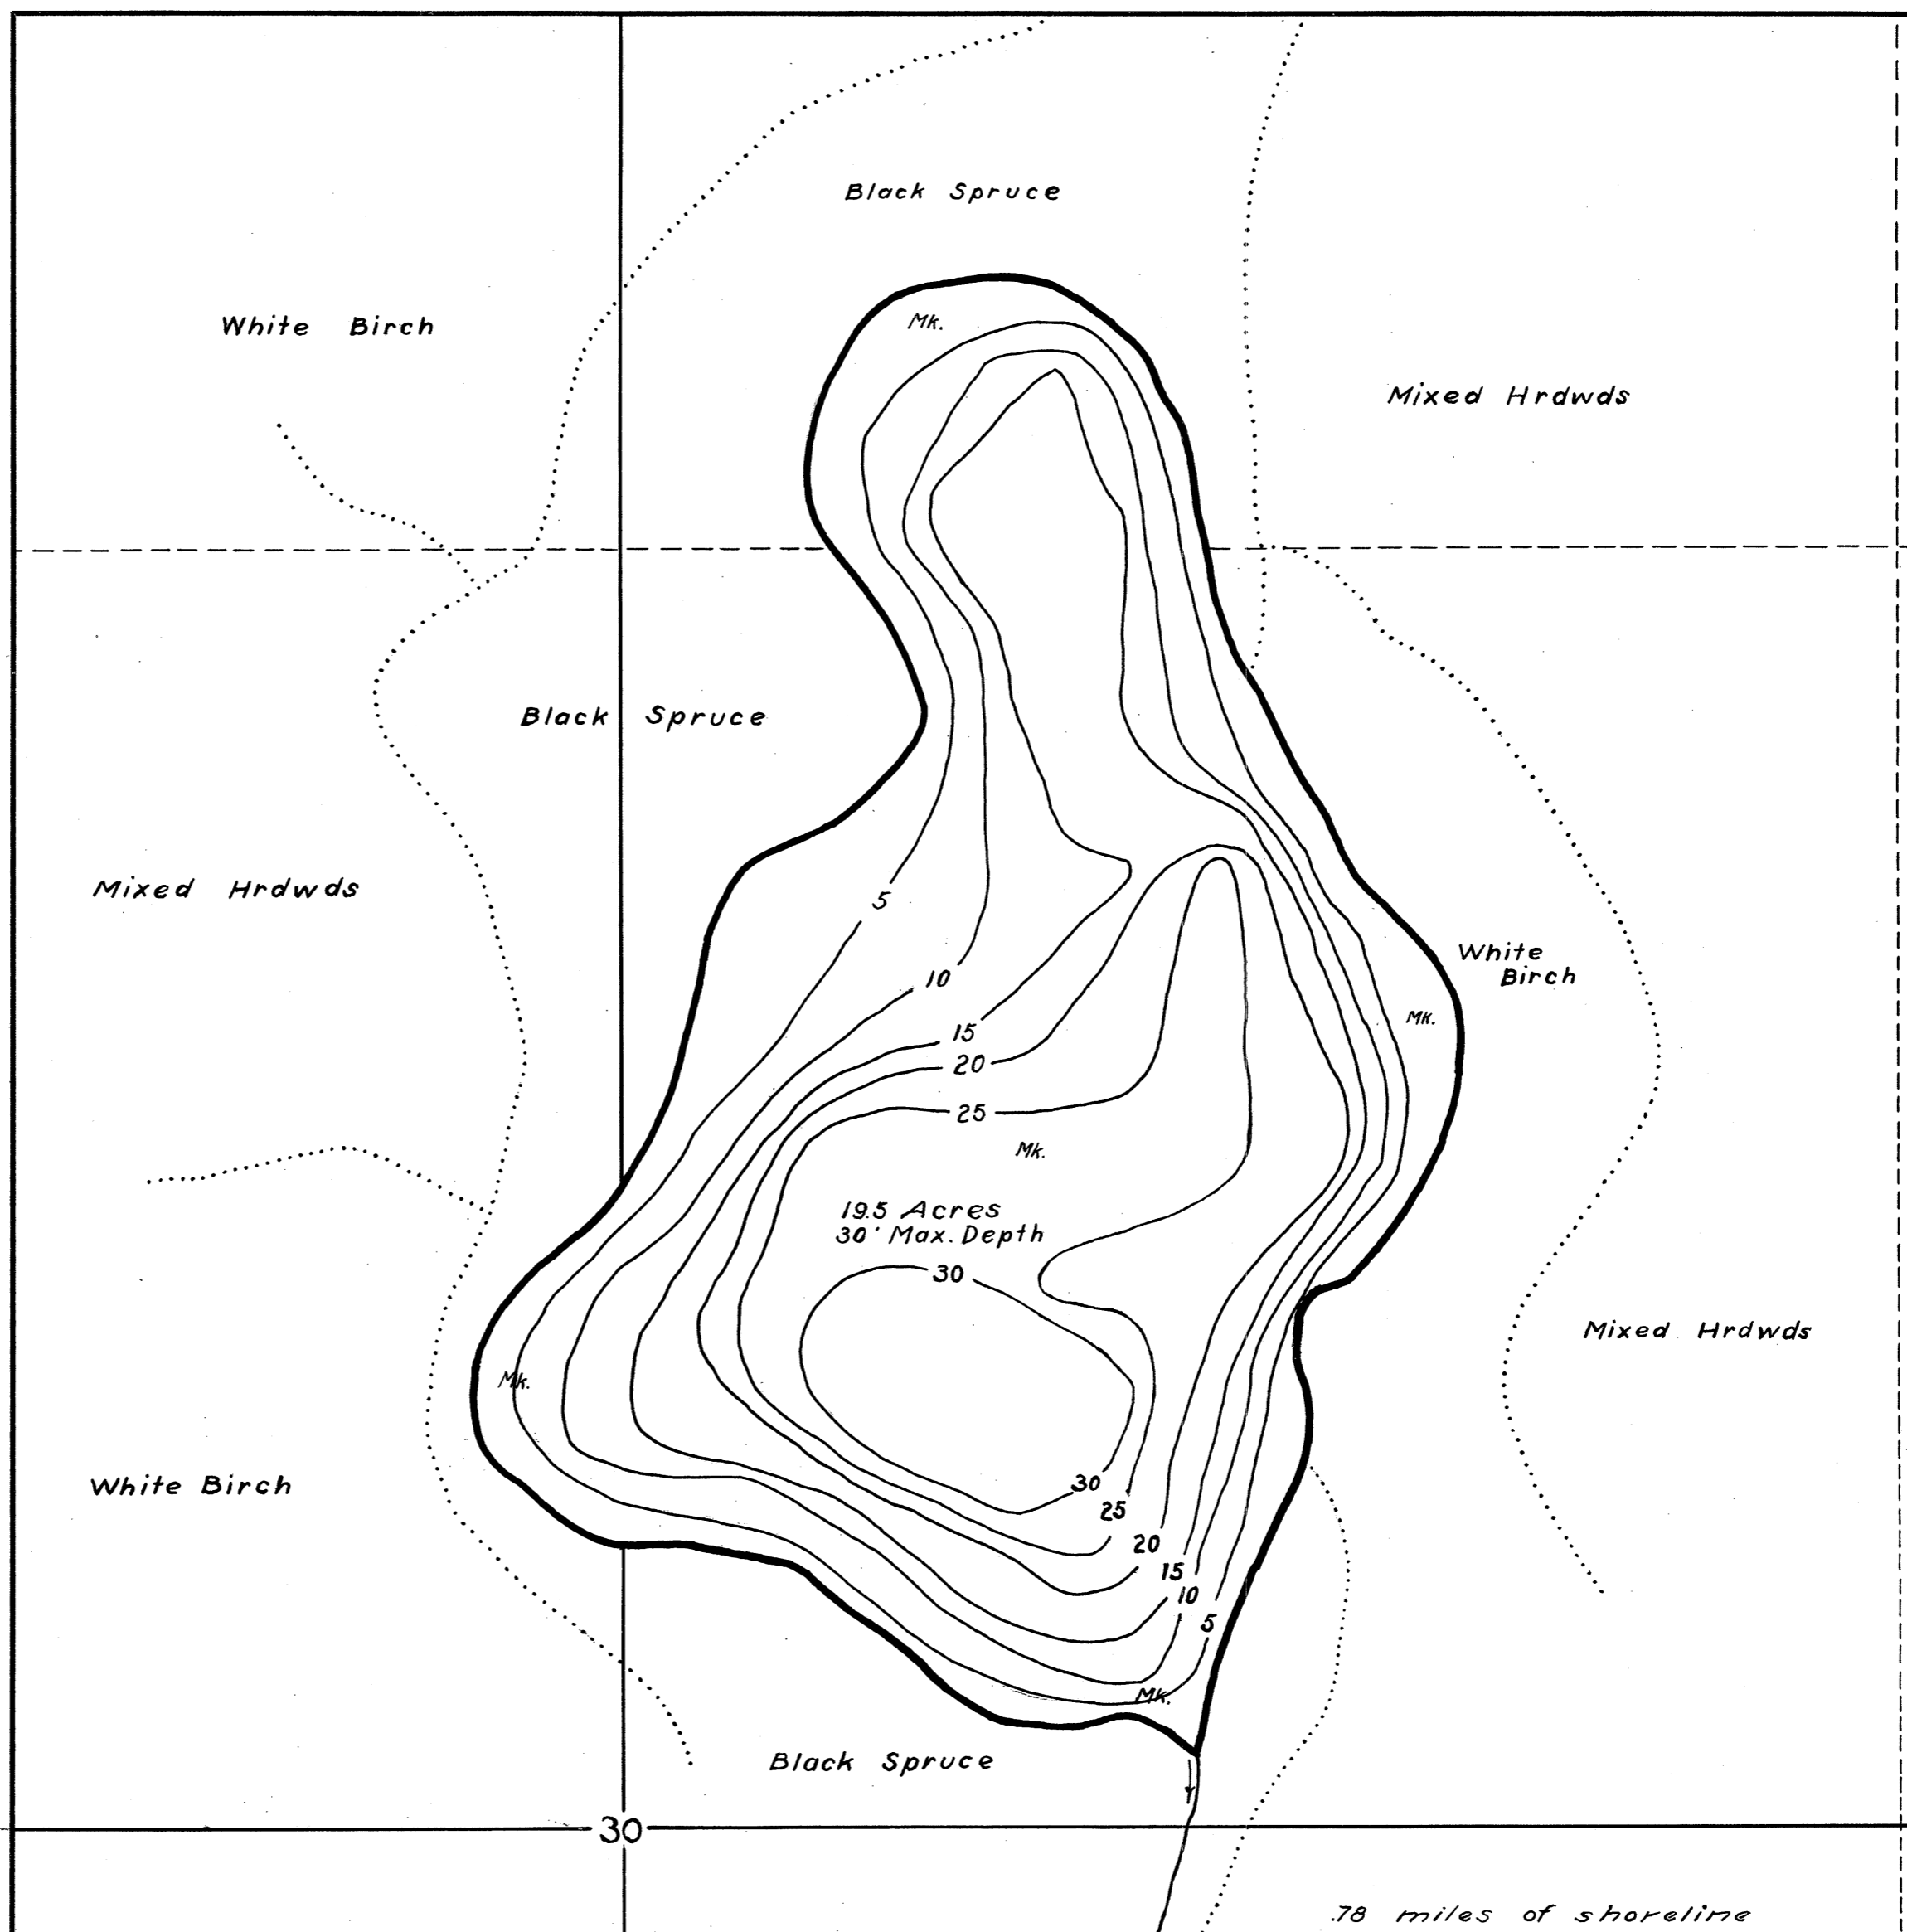 Black Spruce
White Birch
Mk.
Mixed Hrdwds
Black Spruce
Mixed Hrdwds
5
White
Birch
10
Mk.
15
20
25
Mk.
19.5 Acres
30' Max. Depth
30
Mixed Hrdwds
Mk.
White Birch
30
25
20
15
10
5
Mk.
Black Spruce
30
.78 miles of shoreline